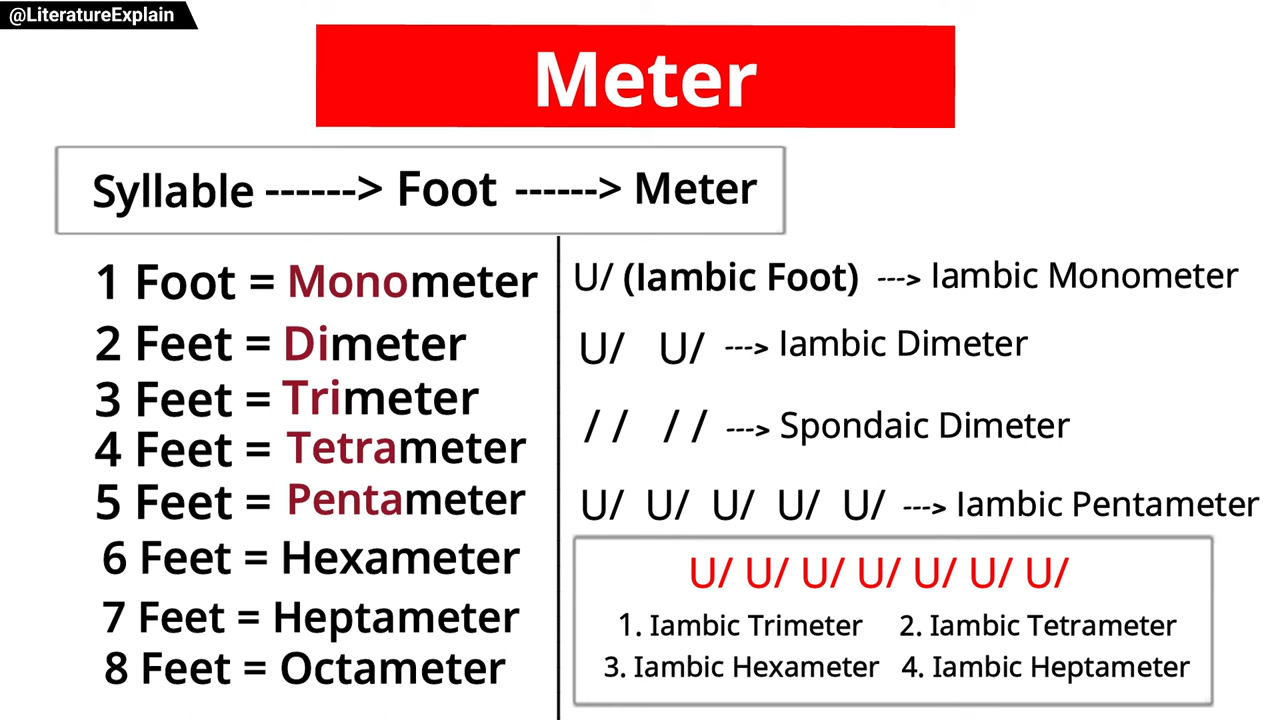 @LiteratureExplain
Meter
Syllable ------> Foot ------> Meter
1 Foot = Monometer
2 Feet = Dimeter
3 Feet = Trimeter
4 Feet = Tetrameter
5 Feet = Pentameter
6 Feet = Hexameter
7 Feet = Heptameter
8 Feet = Octameter
U/ (Iambic Foot) ---> Iambic Monometer
U/ U/ ---> Iambic Dimeter
/ / / / ---> Spondaic Dimeter
U/ U/ U/ U/ U/ ---> Iambic Pentameter
U/ U/ U/ U/ U/ U/ U/
1. Iambic Trimeter 2. Iambic Tetrameter
3. Iambic Hexameter 4. Iambic Heptameter